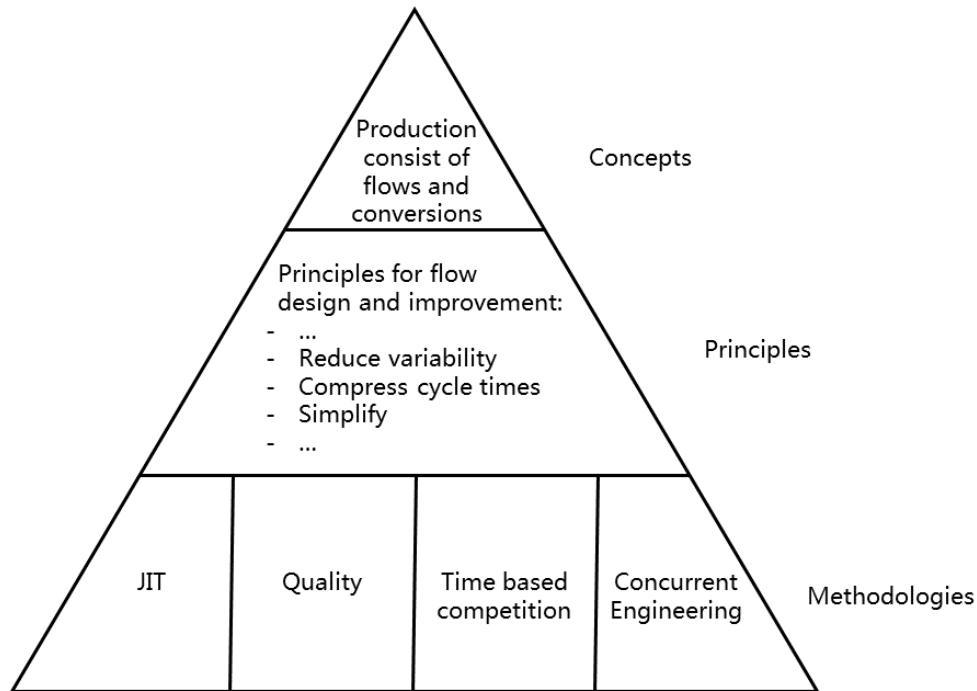 Production
consist of
flows and
conversions
Concepts
Principles for flow
design and improvement:
- ...
- Reduce variability
- Compress cycle times
- Simplify
- ...
Principles
JIT
Quality
Time based
competition
Concurrent
Engineering
Methodologies